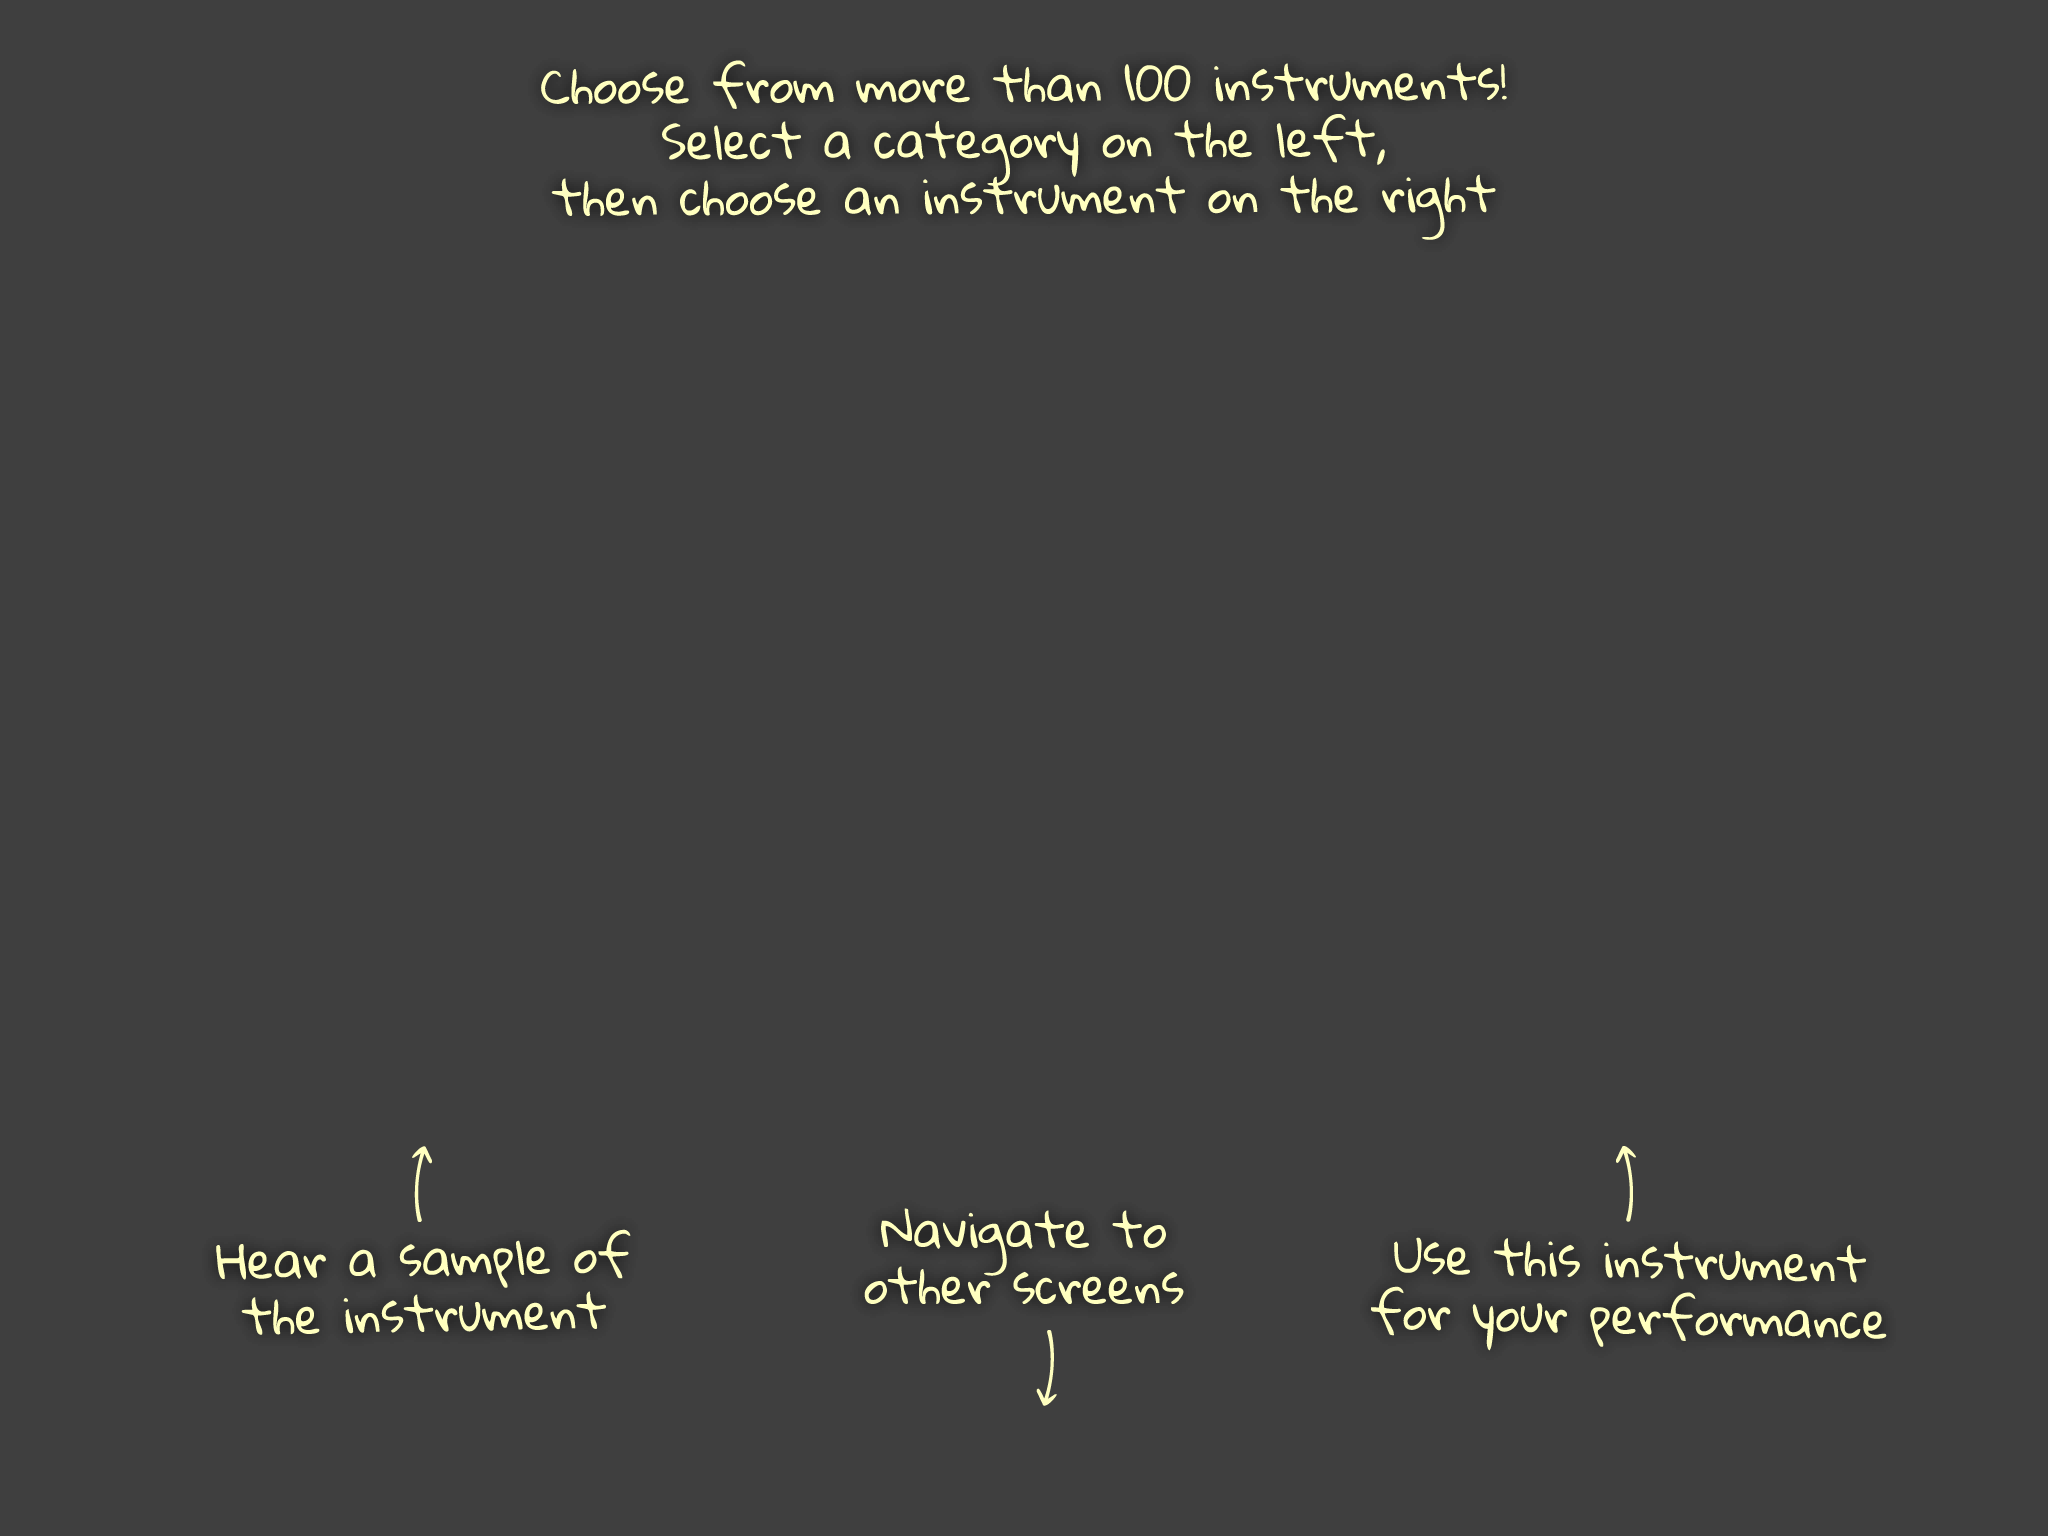 Choose from more than 100 instruments!
Select a category on the left,
then choose an instrument on the right
Hear a sample of
the instrument
Navigate to
other screens
Use this instrument
for your performance